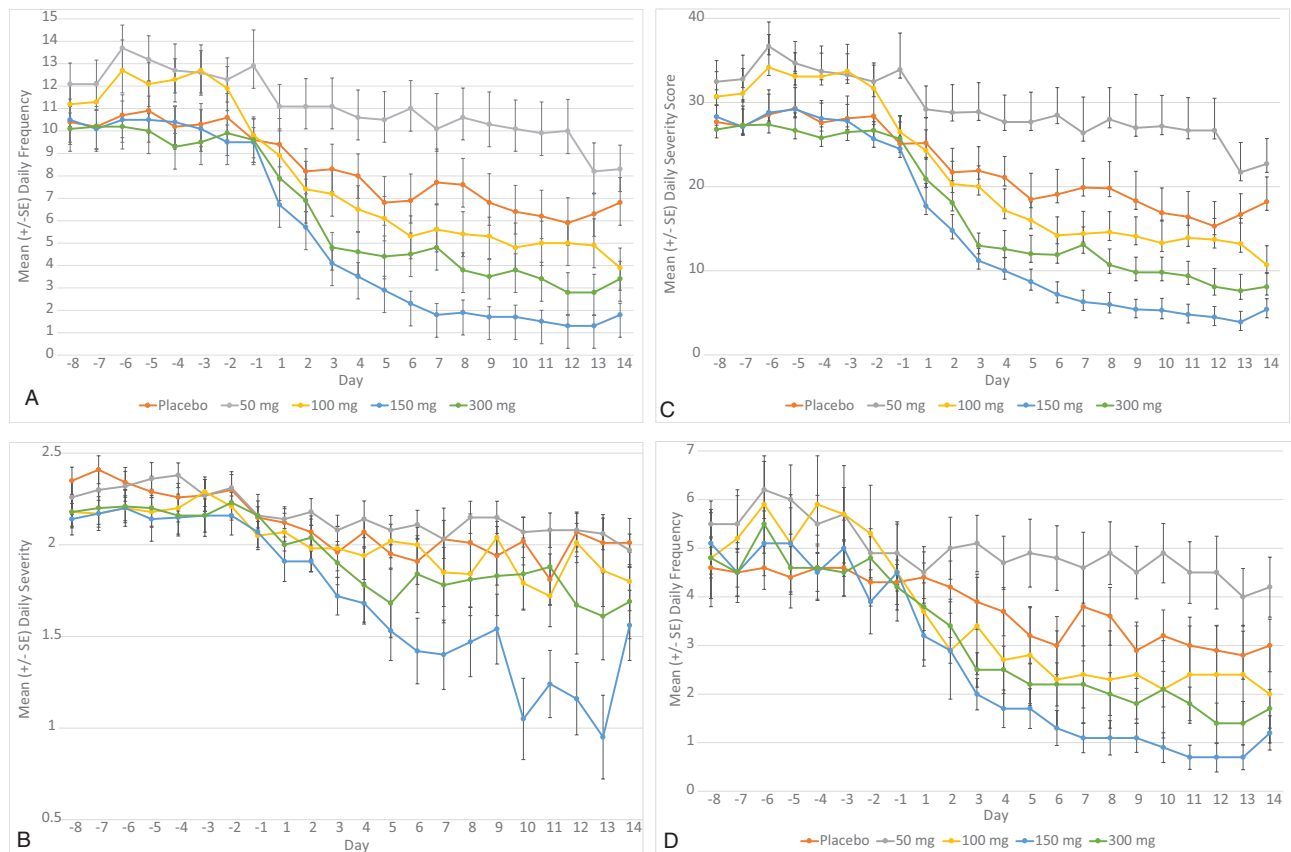 Mean (+/-SE) Daily Frequency
15
14
13
12
11
10
9
8
7
6
5
4
3
2
1
0
-8 -7 -6 -5 -4 -3 -2 -1 1 2 3 4 5 6 7 8 9 10 11 12 13 14
Day
A
Placebo 50 mg 100 mg 150 mg 300 mg
Mean (+/- SE) Daily Severity Score
40
30
20
10
0
-8 -7 -6 -5 -4 -3 -2 -1 1 2 3 4 5 6 7 8 9 10 11 12 13 14
Day
C
Placebo 50 mg 100 mg 150 mg 300 mg
Mean (+/- SE) Daily Severity
2.5
2
1.5
1
0.5
-8 -7 -6 -5 -4 -3 -2 -1 1 2 3 4 5 6 7 8 9 10 11 12 13 14
Day
B
Mean (+/- SE) Daily Frequency
7
6
5
4
3
2
1
0
-8 -7 -6 -5 -4 -3 -2 -1 1 2 3 4 5 6 7 8 9 10 11 12 13 14
Day
D
Placebo 50 mg 100 mg 150 mg 300 mg